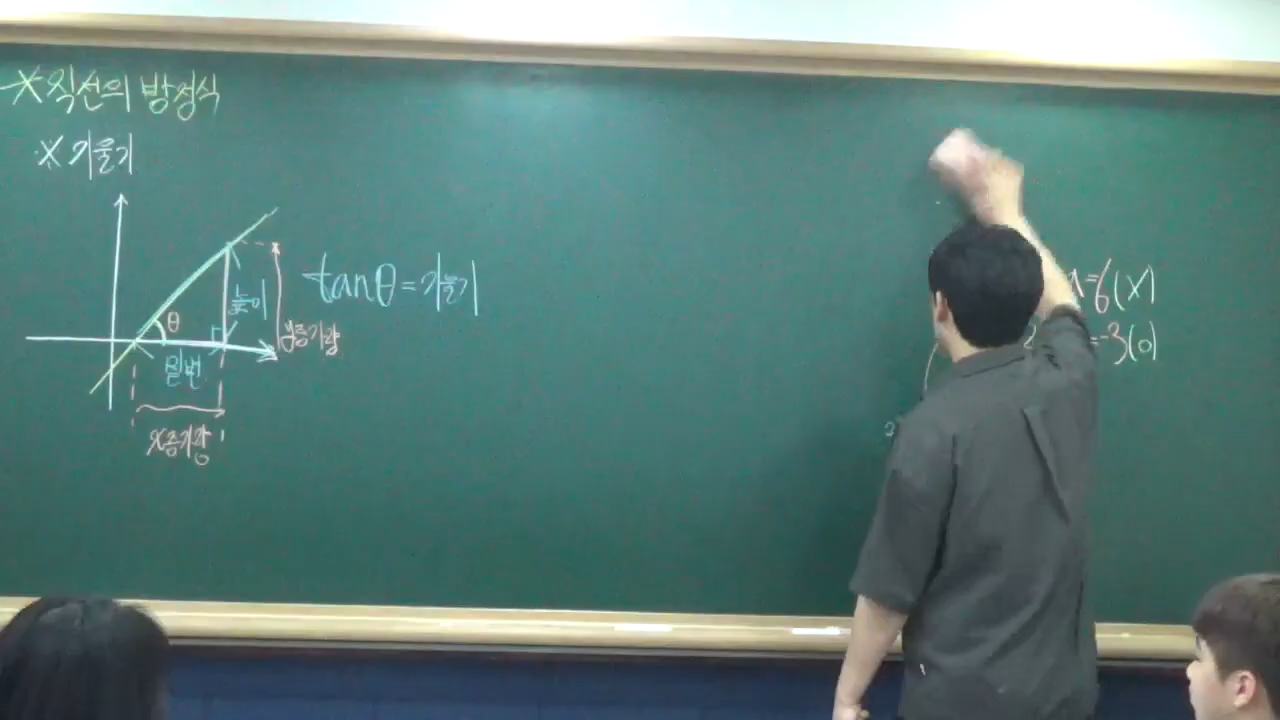 ※직선의 방정식
※ 기울기
tanθ=기울기
θ
높이
y증가량
밑변
x증가량
=6(X)
=-3(0)